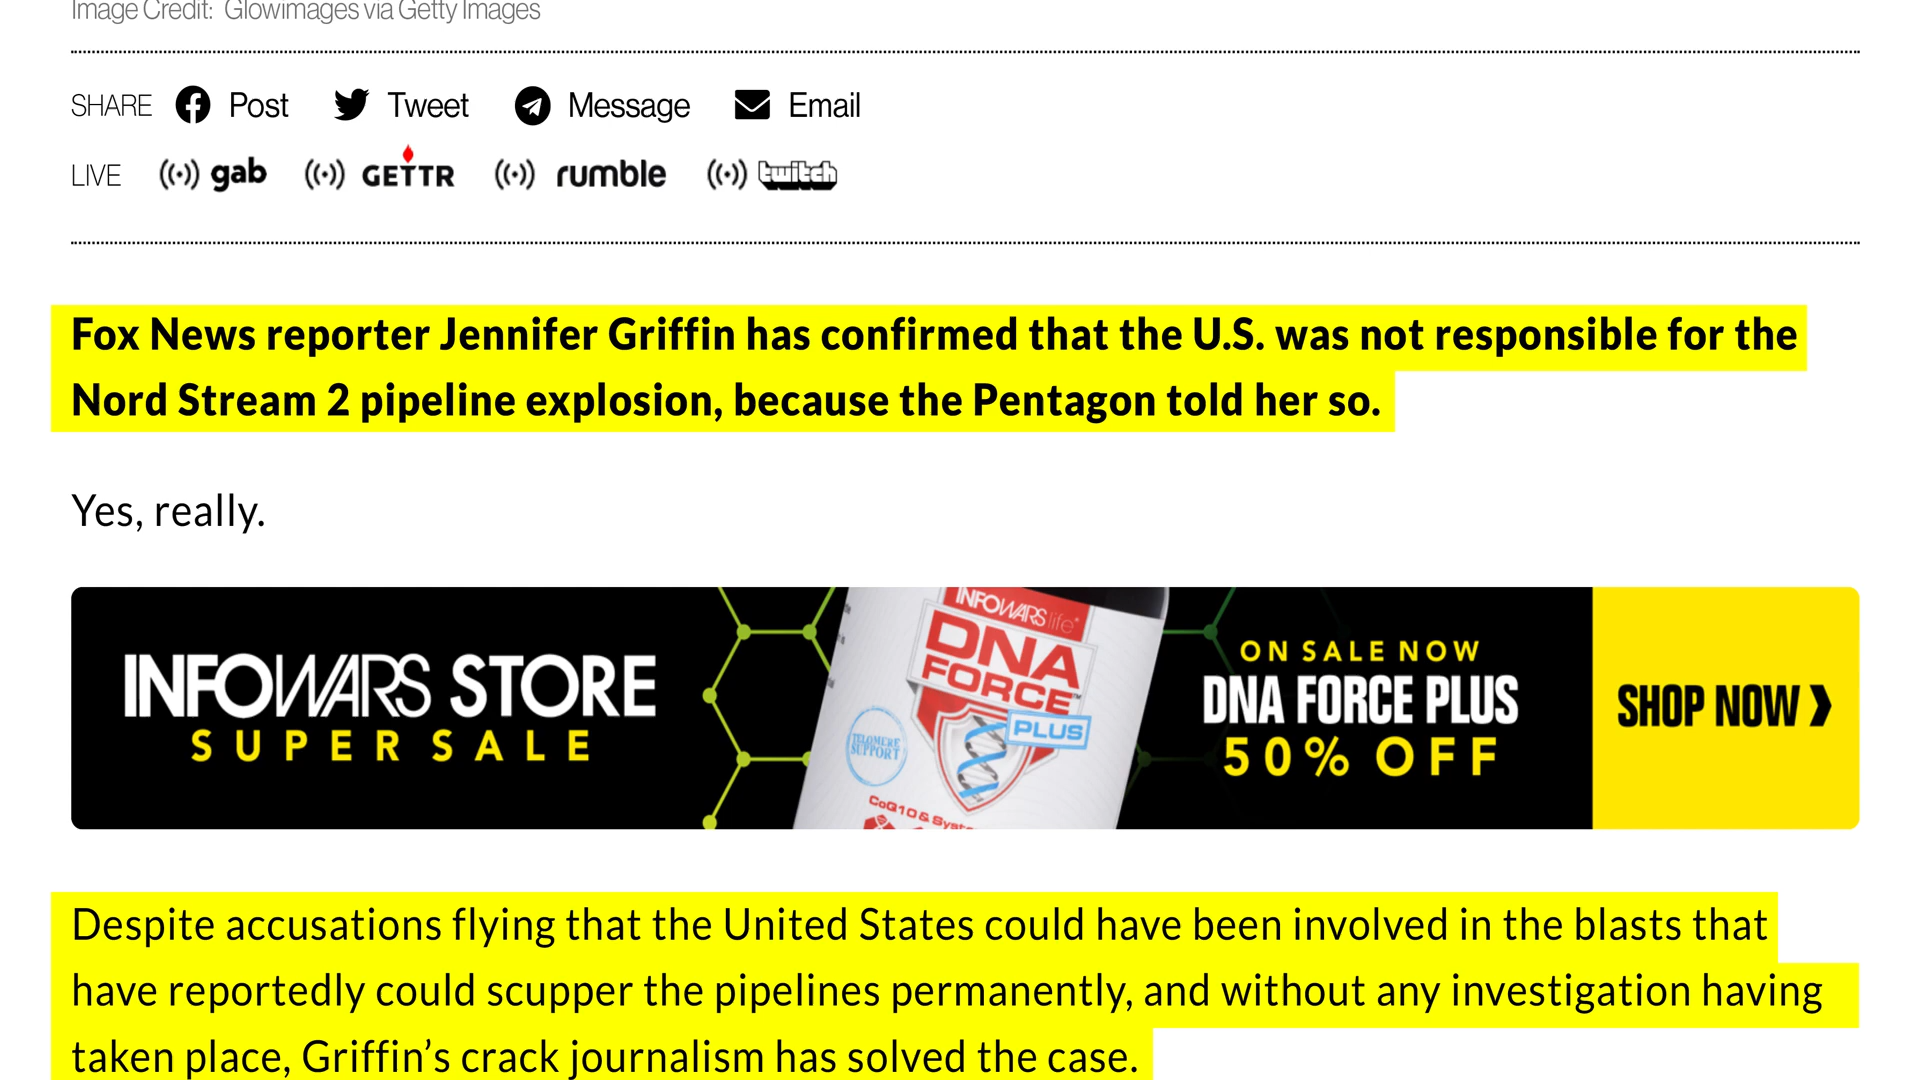 Image Credit: Glowimages via Getty Images
SHARE Post Tweet Message Email
LIVE gab GETTR rumble twitch
Fox News reporter Jennifer Griffin has confirmed that the U.S. was not responsible for the
Nord Stream 2 pipeline explosion, because the Pentagon told her so.
Yes, really.
INFOWARS STORE
SUPER SALE
INFOWARS life
DNA
FORCE
PLUS
TELOMERE
SUPPORT
CoQ10 &
ON SALE NOW
DNA FORCE PLUS
50% OFF
SHOP NOW ❯
Despite accusations flying that the United States could have been involved in the blasts that
have reportedly could scupper the pipelines permanently, and without any investigation having
taken place, Griffin’s crack journalism has solved the case.